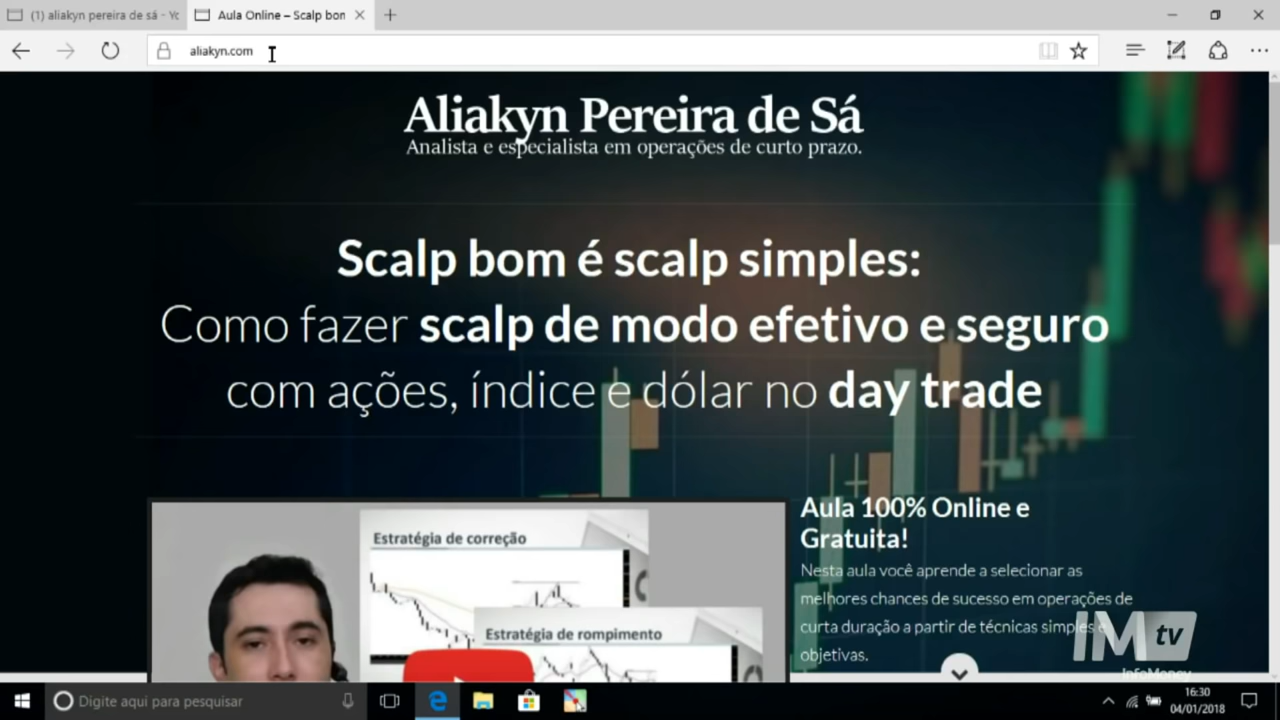 (1) aliakyn pereira de sá - Yo
Aula Online – Scalp bon
aliakyn.com
Aliakyn Pereira de Sá
Analista e especialista em operações de curto prazo.
Scalp bom é scalp simples:
Como fazer scalp de modo efetivo e seguro
com ações, índice e dólar no day trade
Estratégia de correção
Estratégia de rompimento
Aula 100% Online e
Gratuita!
Nesta aula você aprende a selecionar as
melhores chances de sucesso em operações de
curta duração a partir de técnicas simples e
objetivas.
IM tv
InfoMoney
Digite aqui para pesquisar
16:30
04/01/2018